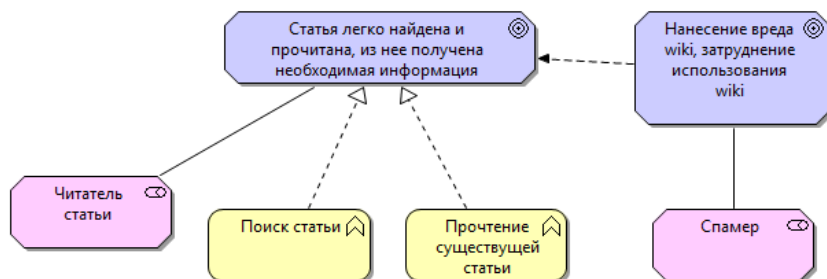 Статья легко найдена и
прочитана, из нее получена
необходимая информация
Нанесение вреда
wiki, затруднение
использования
wiki
Читатель
статьи
Поиск статьи
Прочтение
существущей
статьи
Спамер